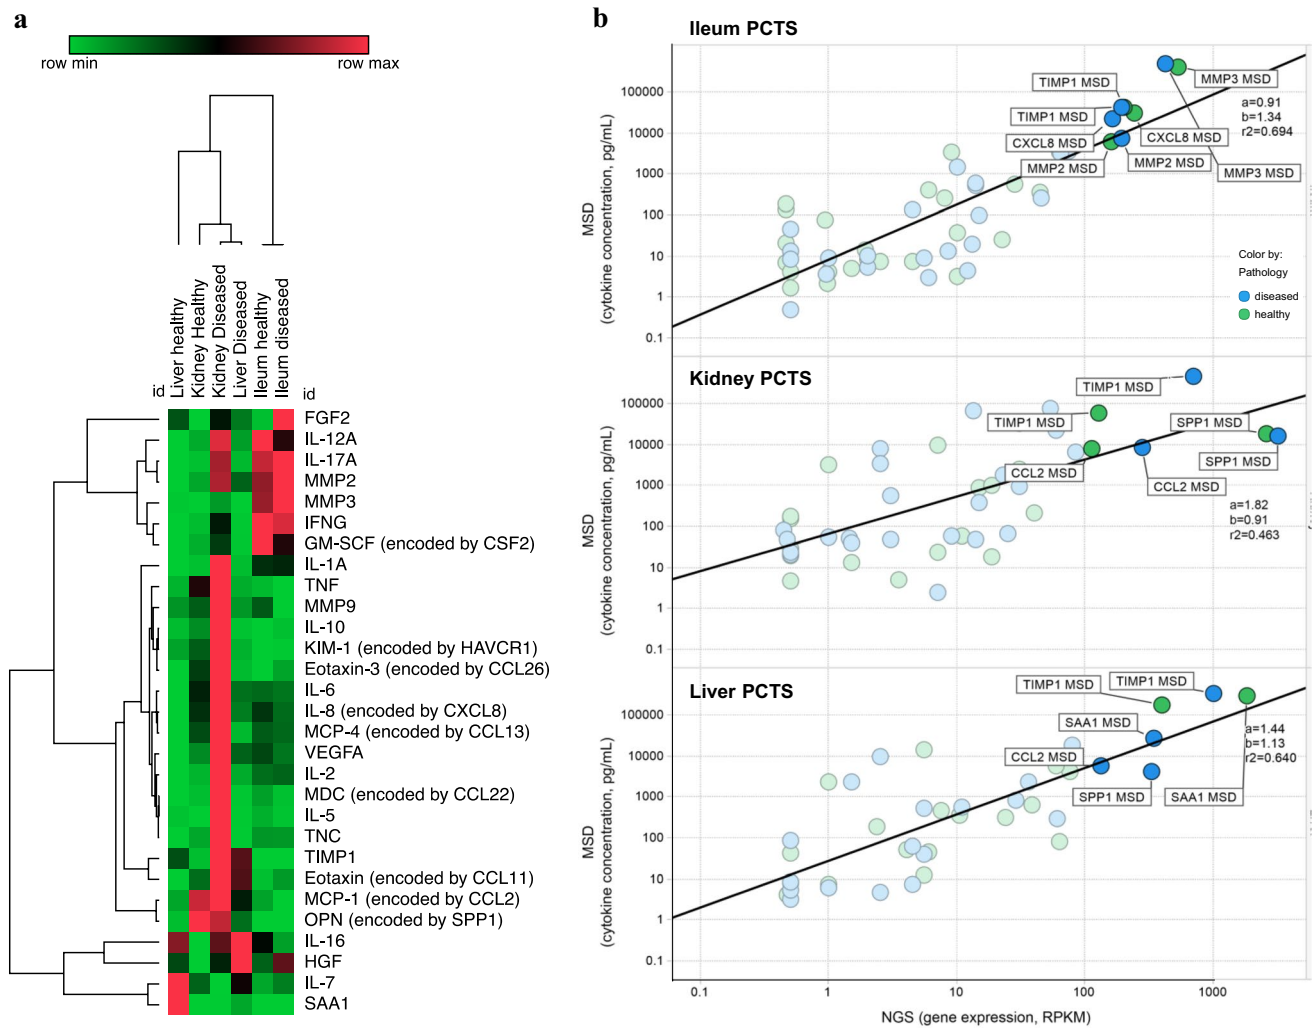 a
row min
row max
Liver healthy
Kidney Healthy
Kidney Diseased
Liver Diseased
Ileum healthy
Ileum diseased
id
id
FGF2
IL-12A
IL-17A
MMP2
MMP3
IFNG
GM-SCF (encoded by CSF2)
IL-1A
TNF
MMP9
IL-10
KIM-1 (encoded by HAVCR1)
Eotaxin-3 (encoded by CCL26)
IL-6
IL-8 (encoded by CXCL8)
MCP-4 (encoded by CCL13)
VEGFA
IL-2
MDC (encoded by CCL22)
IL-5
TNC
TIMP1
Eotaxin (encoded by CCL11)
MCP-1 (encoded by CCL2)
OPN (encoded by SPP1)
IL-16
HGF
IL-7
SAA1
b
Ileum PCTS
MSD
(cytokine concentration, pg/mL)
100000
10000
1000
100
10
1
0.1
TIMP1 MSD
TIMP1 MSD
CXCL8 MSD
MMP2 MSD
MMP3 MSD
CXCL8 MSD
MMP2 MSD
MMP3 MSD
a=0.91
b=1.34
r2=0.694
Color by:
Pathology
diseased
healthy
Kidney PCTS
MSD
(cytokine concentration, pg/mL)
100000
10000
1000
100
10
1
0.1
TIMP1 MSD
TIMP1 MSD
SPP1 MSD
SPP1 MSD
CCL2 MSD
CCL2 MSD
a=1.82
b=0.91
r2=0.463
Liver PCTS
MSD
(cytokine concentration, pg/mL)
100000
10000
1000
100
10
1
0.1
TIMP1 MSD
TIMP1 MSD
SAA1 MSD
CCL2 MSD
SPP1 MSD
SAA1 MSD
a=1.44
b=1.13
r2=0.640
0.1
1
10
100
1000
NGS (gene expression, RPKM)